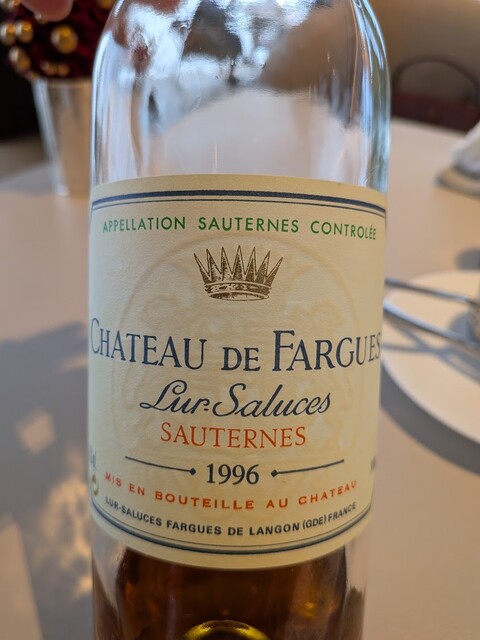 APPELLATION SAUTERNES CONTROLÉE
CHATEAU DE FARGUES
Lur-Saluces
SAUTERNES
1996
MIS EN BOUTEILLE AU CHATEAU
LUR-SALUCES FARGUES DE LANGON (GDE) FRANCE